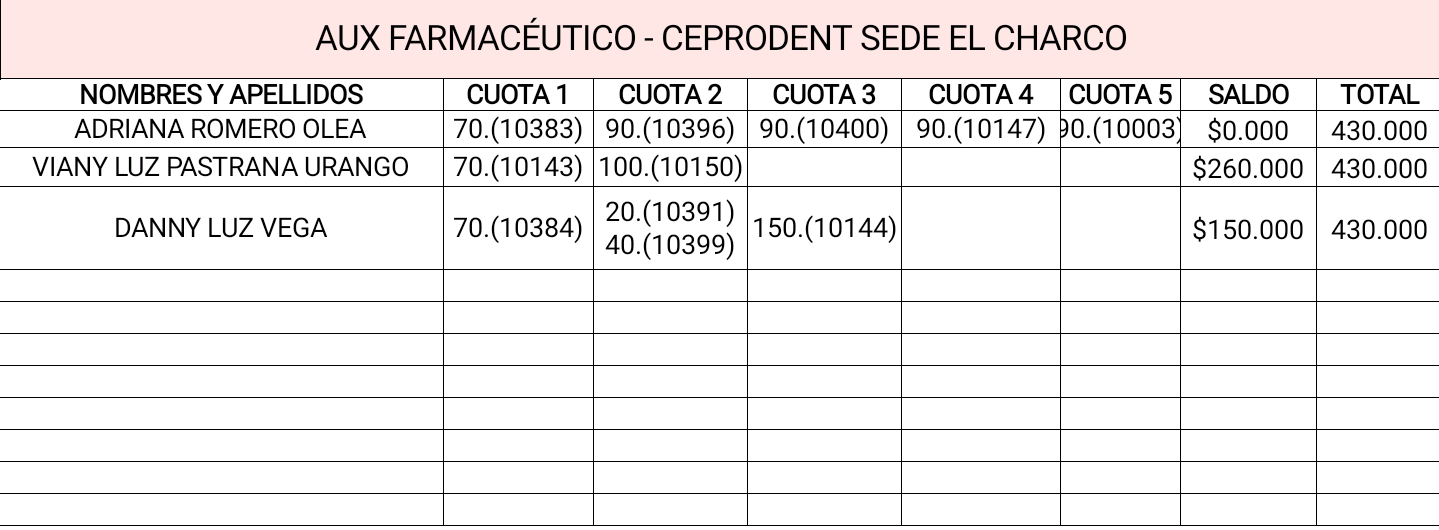 AUX FARMACÉUTICO - CEPRODENT SEDE EL CHARCO
NOMBRES Y APELLIDOS CUOTA 1 CUOTA 2 CUOTA 3 CUOTA 4 CUOTA 5 SALDO TOTAL
ADRIANA ROMERO OLEA 70.(10383) 90.(10396) 90.(10400) 90.(10147) 90.(10003) $0.000 430.000
VIANY LUZ PASTRANA URANGO 70.(10143) 100.(10150) $260.000 430.000
DANNY LUZ VEGA 70.(10384) 20.(10391) 40.(10399) 150.(10144) $150.000 430.000